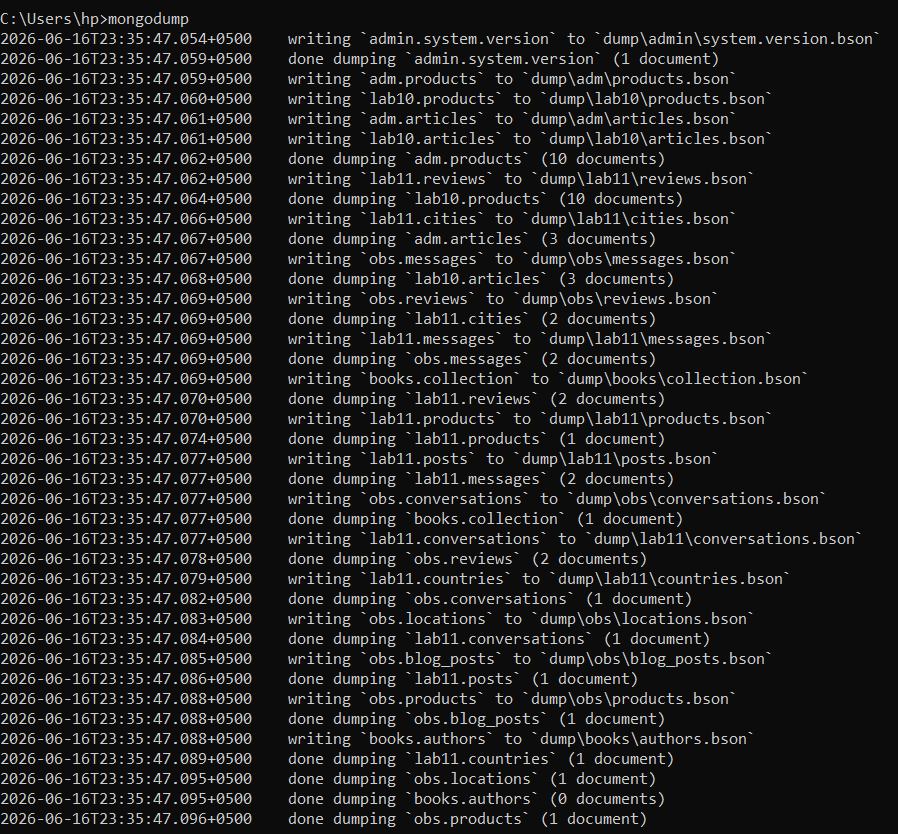 C:\Users\hp>mongodump
2026-06-16T23:35:47.054+0500    writing `admin.system.version` to `dump\admin\system.version.bson`
2026-06-16T23:35:47.059+0500    done dumping `admin.system.version` (1 document)
2026-06-16T23:35:47.059+0500    writing `adm.products` to `dump\adm\products.bson`
2026-06-16T23:35:47.060+0500    writing `lab10.products` to `dump\lab10\products.bson`
2026-06-16T23:35:47.061+0500    writing `adm.articles` to `dump\adm\articles.bson`
2026-06-16T23:35:47.061+0500    writing `lab10.articles` to `dump\lab10\articles.bson`
2026-06-16T23:35:47.062+0500    done dumping `adm.products` (10 documents)
2026-06-16T23:35:47.062+0500    writing `lab11.reviews` to `dump\lab11\reviews.bson`
2026-06-16T23:35:47.064+0500    done dumping `lab10.products` (10 documents)
2026-06-16T23:35:47.066+0500    writing `lab11.cities` to `dump\lab11\cities.bson`
2026-06-16T23:35:47.067+0500    done dumping `adm.articles` (3 documents)
2026-06-16T23:35:47.067+0500    writing `obs.messages` to `dump\obs\messages.bson`
2026-06-16T23:35:47.068+0500    done dumping `lab10.articles` (3 documents)
2026-06-16T23:35:47.069+0500    writing `obs.reviews` to `dump\obs\reviews.bson`
2026-06-16T23:35:47.069+0500    done dumping `lab11.cities` (2 documents)
2026-06-16T23:35:47.069+0500    writing `lab11.messages` to `dump\lab11\messages.bson`
2026-06-16T23:35:47.069+0500    done dumping `obs.messages` (2 documents)
2026-06-16T23:35:47.069+0500    writing `books.collection` to `dump\books\collection.bson`
2026-06-16T23:35:47.070+0500    done dumping `lab11.reviews` (2 documents)
2026-06-16T23:35:47.070+0500    writing `lab11.products` to `dump\lab11\products.bson`
2026-06-16T23:35:47.074+0500    done dumping `lab11.products` (1 document)
2026-06-16T23:35:47.077+0500    writing `lab11.posts` to `dump\lab11\posts.bson`
2026-06-16T23:35:47.077+0500    done dumping `lab11.messages` (2 documents)
2026-06-16T23:35:47.077+0500    writing `obs.conversations` to `dump\obs\conversations.bson`
2026-06-16T23:35:47.077+0500    done dumping `books.collection` (1 document)
2026-06-16T23:35:47.077+0500    writing `lab11.conversations` to `dump\lab11\conversations.bson`
2026-06-16T23:35:47.078+0500    done dumping `obs.reviews` (2 documents)
2026-06-16T23:35:47.079+0500    writing `lab11.countries` to `dump\lab11\countries.bson`
2026-06-16T23:35:47.082+0500    done dumping `obs.conversations` (1 document)
2026-06-16T23:35:47.083+0500    writing `obs.locations` to `dump\obs\locations.bson`
2026-06-16T23:35:47.084+0500    done dumping `lab11.conversations` (1 document)
2026-06-16T23:35:47.085+0500    writing `obs.blog_posts` to `dump\obs\blog_posts.bson`
2026-06-16T23:35:47.086+0500    done dumping `lab11.posts` (1 document)
2026-06-16T23:35:47.088+0500    writing `obs.products` to `dump\obs\products.bson`
2026-06-16T23:35:47.088+0500    done dumping `obs.blog_posts` (1 document)
2026-06-16T23:35:47.088+0500    writing `books.authors` to `dump\books\authors.bson`
2026-06-16T23:35:47.089+0500    done dumping `lab11.countries` (1 document)
2026-06-16T23:35:47.095+0500    done dumping `obs.locations` (1 document)
2026-06-16T23:35:47.095+0500    done dumping `books.authors` (0 documents)
2026-06-16T23:35:47.096+0500    done dumping `obs.products` (1 document)